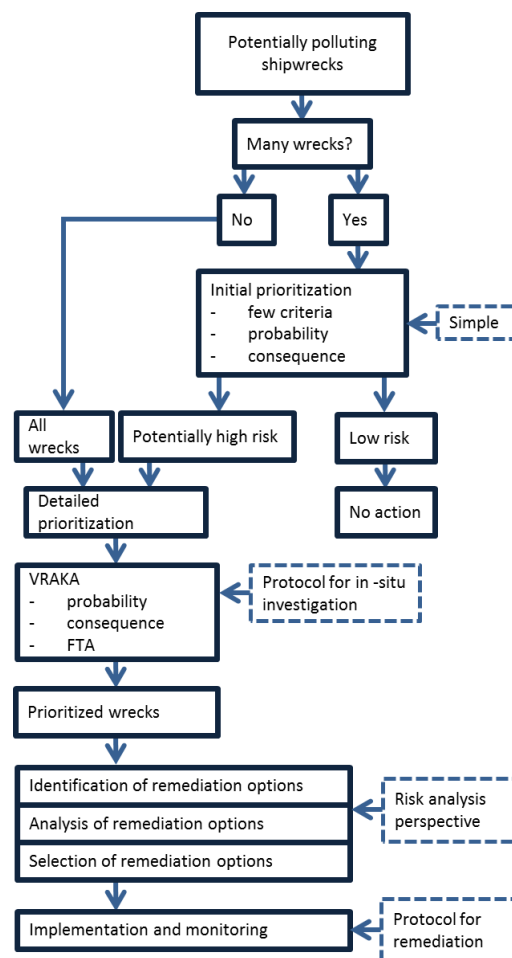 Potentially polluting
shipwrecks
Many wrecks?
No
Yes
Initial prioritization
- few criteria
- probability
- consequence
Simple
All
wrecks
Potentially high risk
Low risk
Detailed
prioritization
No action
VRAKA
- probability
- consequence
- FTA
Protocol for in -situ
investigation
Prioritized wrecks
Identification of remediation options
Analysis of remediation options
Selection of remediation options
Risk analysis
perspective
Implementation and monitoring
Protocol for
remediation